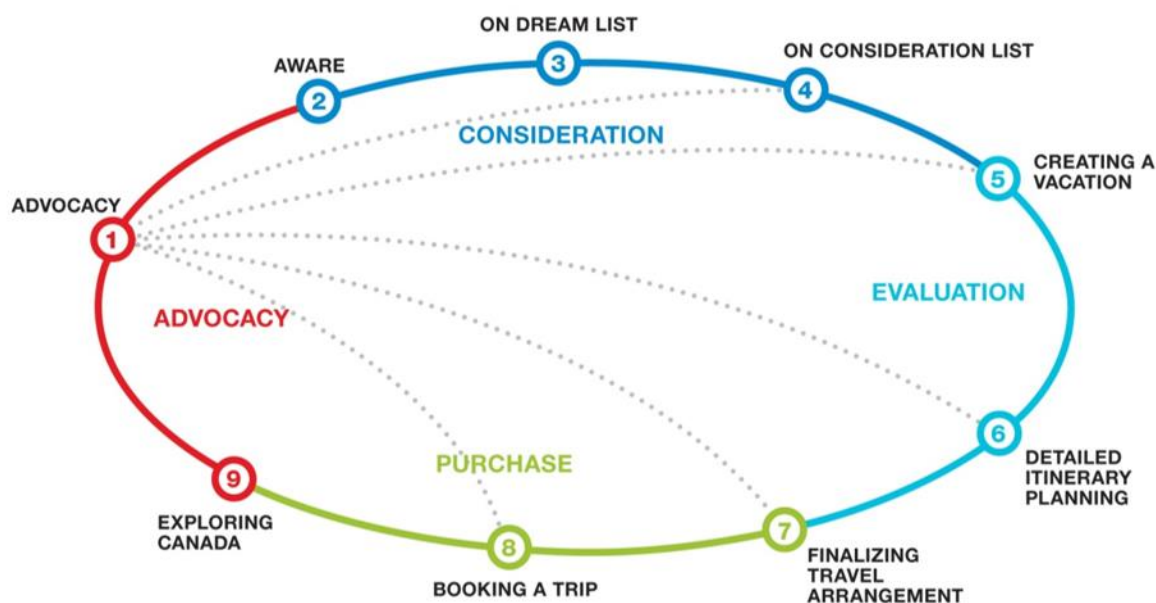 ON DREAM LIST
3
ON CONSIDERATION LIST
AWARE
2
4
CONSIDERATION
CREATING A
VACATION
5
ADVOCACY
1
EVALUATION
ADVOCACY
6
DETAILED
ITINERARY
PLANNING
PURCHASE
9
EXPLORING
CANADA
7
FINALIZING
TRAVEL
ARRANGEMENT
8
BOOKING A TRIP